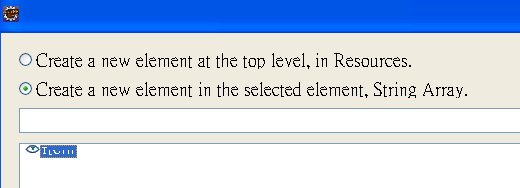 Create a new element at the top level, in Resources.
Create a new element in the selected element, String Array.
Item